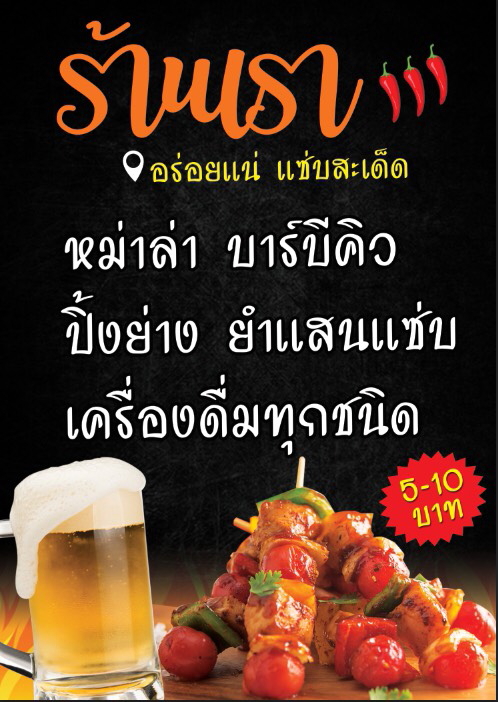 ร้านเรา
อร่อยแน่ แซ่บสะเด็ด
หม่าล่า บาร์บีคิว
ปิ้งย่าง ยำแสนแซ่บ
เครื่องดื่มทุกชนิด
5-10
บาท